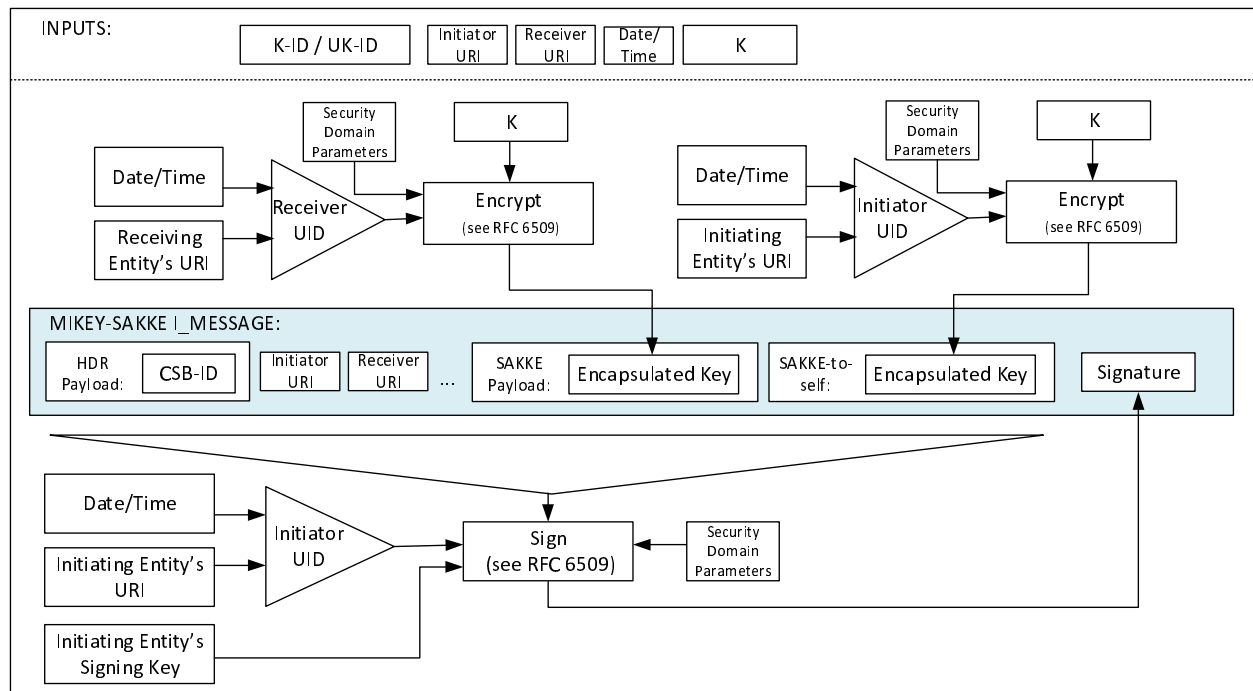 INPUTS:
K-ID / UK-ID
Initiator
URI
Receiver
URI
Date/
Time
K
Security
Domain
Parameters
K
Date/Time
Receiving
Entity's URI
Receiver
UID
Encrypt
(see RFC 6509)
Security
Domain
Parameters
K
Date/Time
Initiating
Entity's URI
Initiator
UID
Encrypt
(see RFC 6509)
MIKEY-SAKKE I_MESSAGE:
HDR
Payload:
CSB-ID
Initiator
URI
Receiver
URI
...
SAKKE
Payload:
Encapsulated Key
SAKKE-to-
self:
Encapsulated Key
Signature
Date/Time
Initiating Entity's
URI
Initiating Entity's
Signing Key
Initiator
UID
Sign
(see RFC 6509)
Security
Domain
Parameters